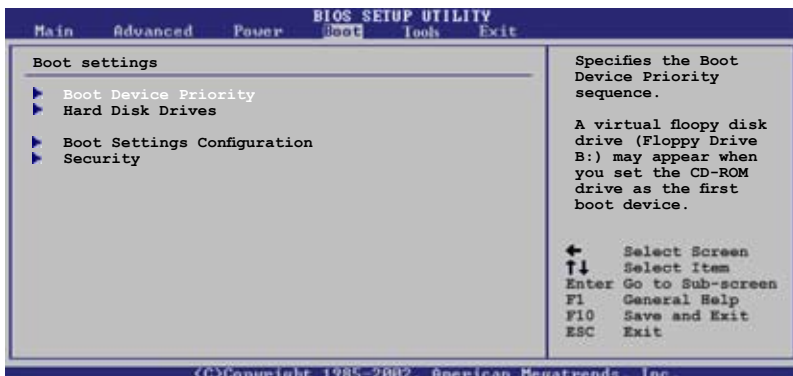 BIOS SETUP UTILITY
Main Advanced Power Boot Tools Exit
Boot settings
Boot Device Priority
Hard Disk Drives
Boot Settings Configuration
Security
Specifies the Boot
Device Priority
sequence.
A virtual floopy disk
drive (Floppy Drive
B:) may appear when
you set the CD-ROM
drive as the first
boot device.
← Select Screen
↑↓ Select Item
Enter Go to Sub-screen
F1 General Help
F10 Save and Exit
ESC Exit
(C)Copyright 1985-2002, American Megatrends, Inc.